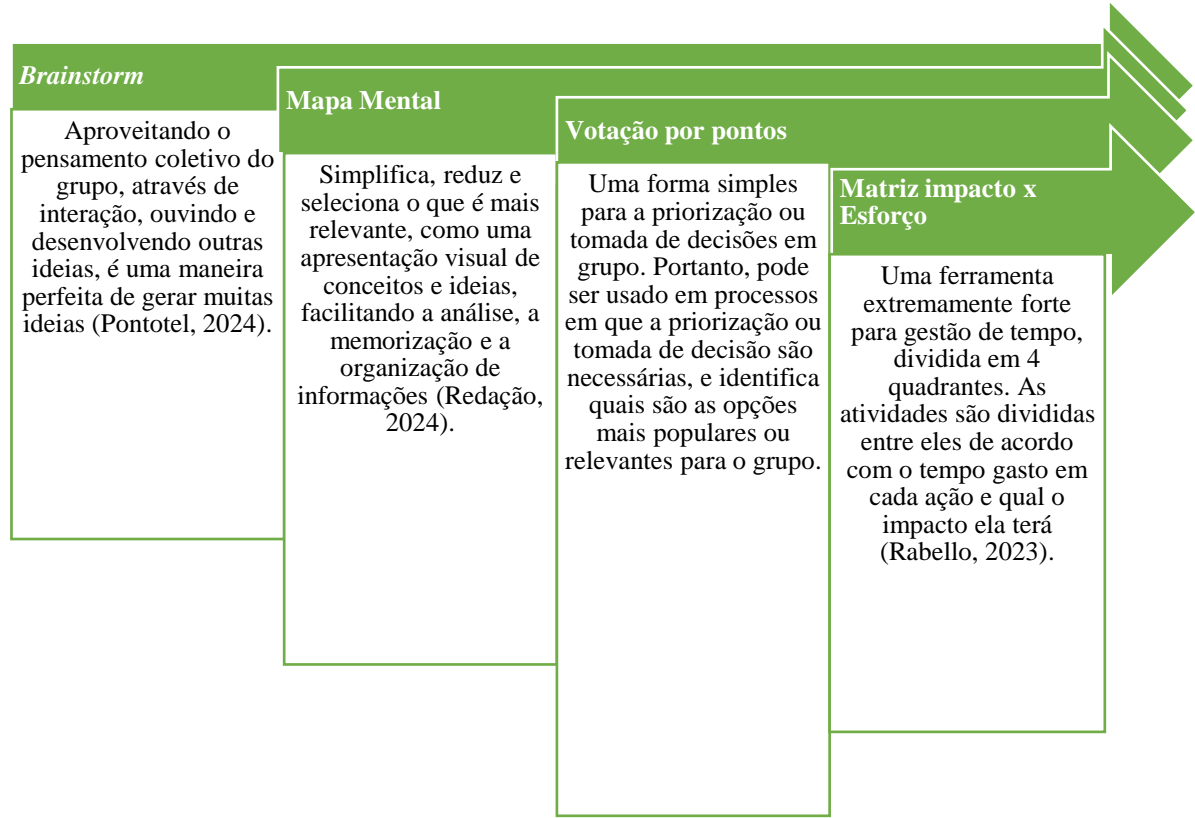 Brainstorm
Aproveitando o
pensamento coletivo do
grupo, através de
interação, ouvindo e
desenvolvendo outras
ideias, é uma maneira
perfeita de gerar muitas
ideias (Pontotel, 2024).
Mapa Mental
Simplifica, reduz e
seleciona o que é mais
relevante, como uma
apresentação visual de
conceitos e ideias,
facilitando a análise, a
memorização e a
organização de
informações (Redação,
2024).
Votação por pontos
Uma forma simples
para a priorização ou
tomada de decisões em
grupo. Portanto, pode
ser usado em processos
em que a priorização ou
tomada de decisão são
necessárias, e identifica
quais são as opções
mais populares ou
relevantes para o grupo.
Matriz impacto x
Esforço
Uma ferramenta
extremamente forte
para gestão de tempo,
dividida em 4
quadrantes. As
atividades são divididas
entre eles de acordo
com o tempo gasto em
cada ação e qual o
impacto ela terá
(Rabello, 2023).